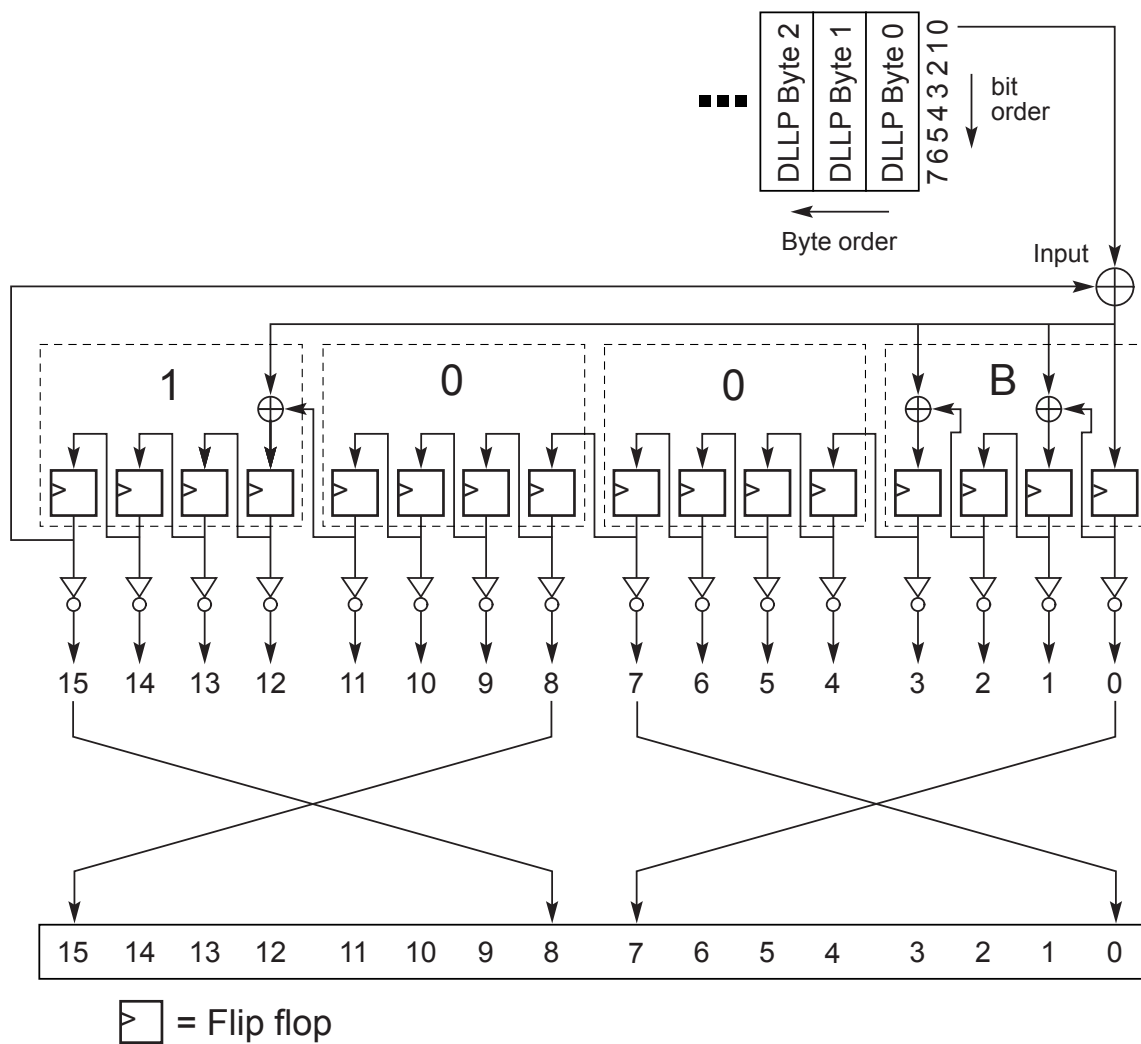 DLLP Byte 2
DLLP Byte 1
DLLP Byte 0
7 6 5 4 3 2 1 0
bit
order
Byte order
Input
1 0 0 B
15 14 13 12 11 10 9 8 7 6 5 4 3 2 1 0
15 14 13 12 11 10 9 8 7 6 5 4 3 2 1 0
> = Flip flop